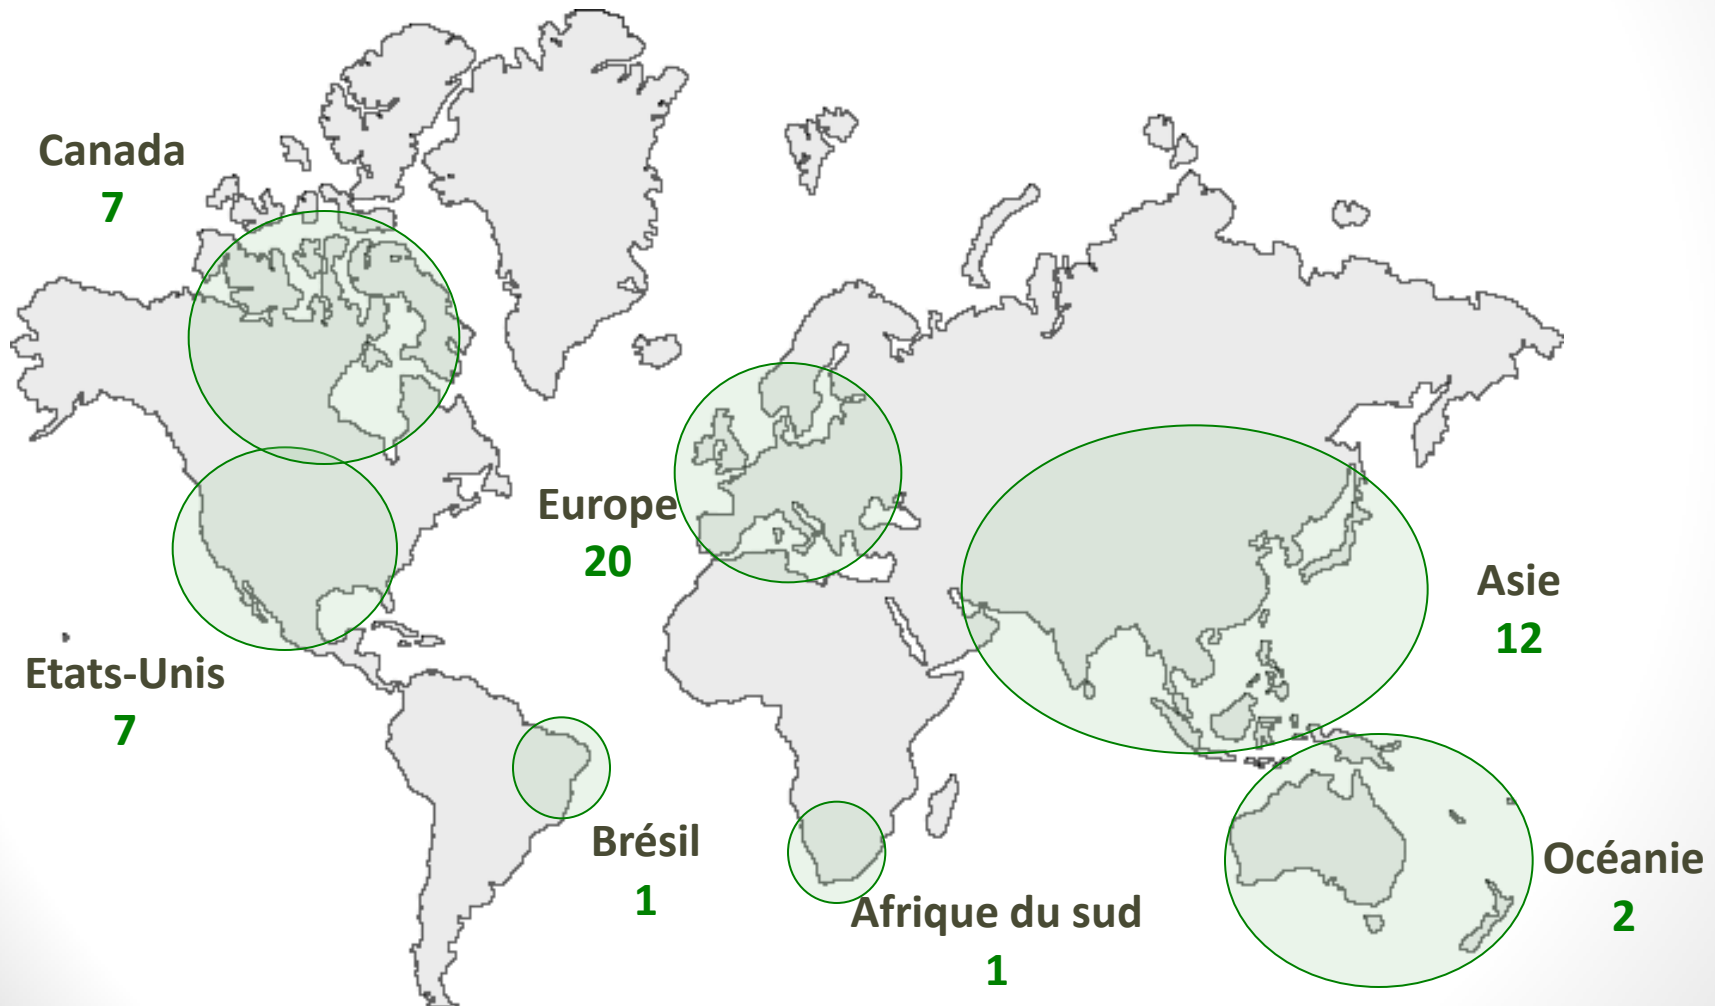 Canada
7
Europe
20
Asie
12
Etats-Unis
7
Brésil
1
Océanie
2
Afrique du sud
1